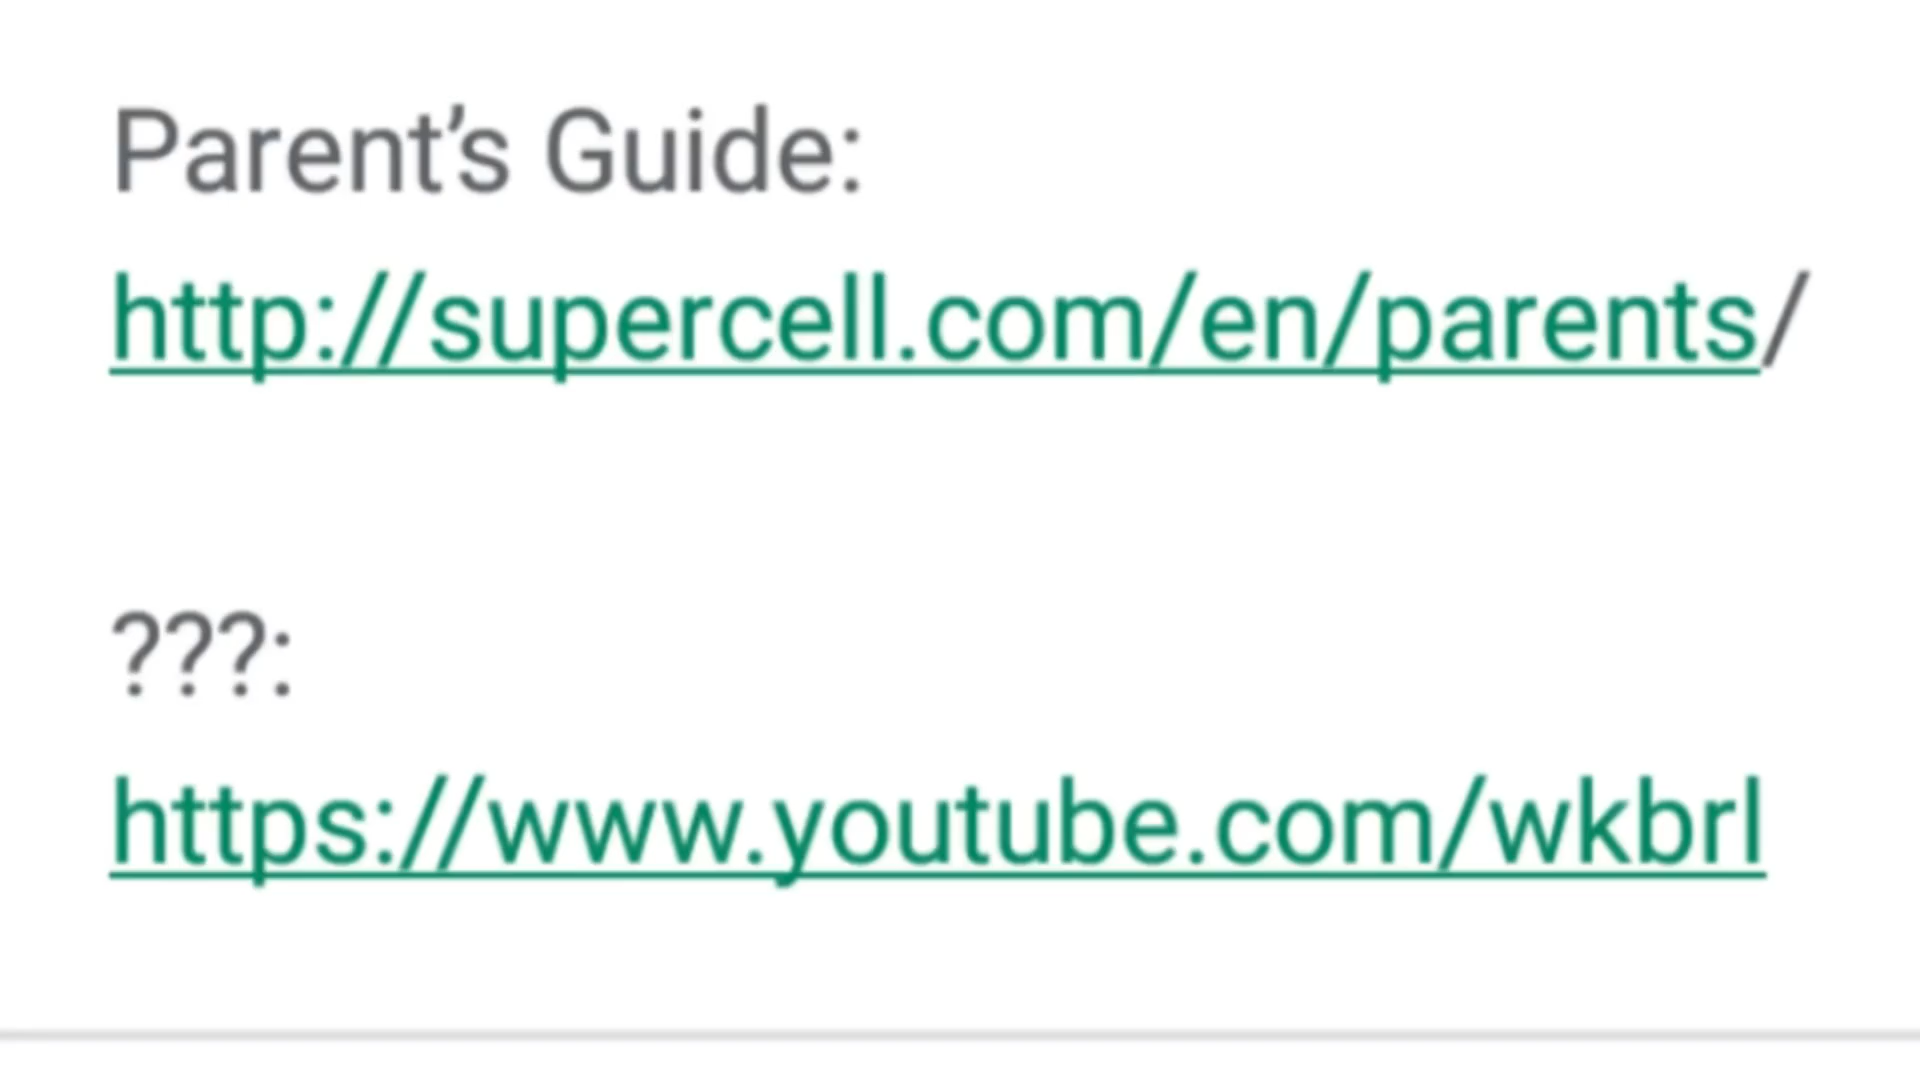 Parent’s Guide:
http://supercell.com/en/parents/
???:
https://www.youtube.com/wkbrl